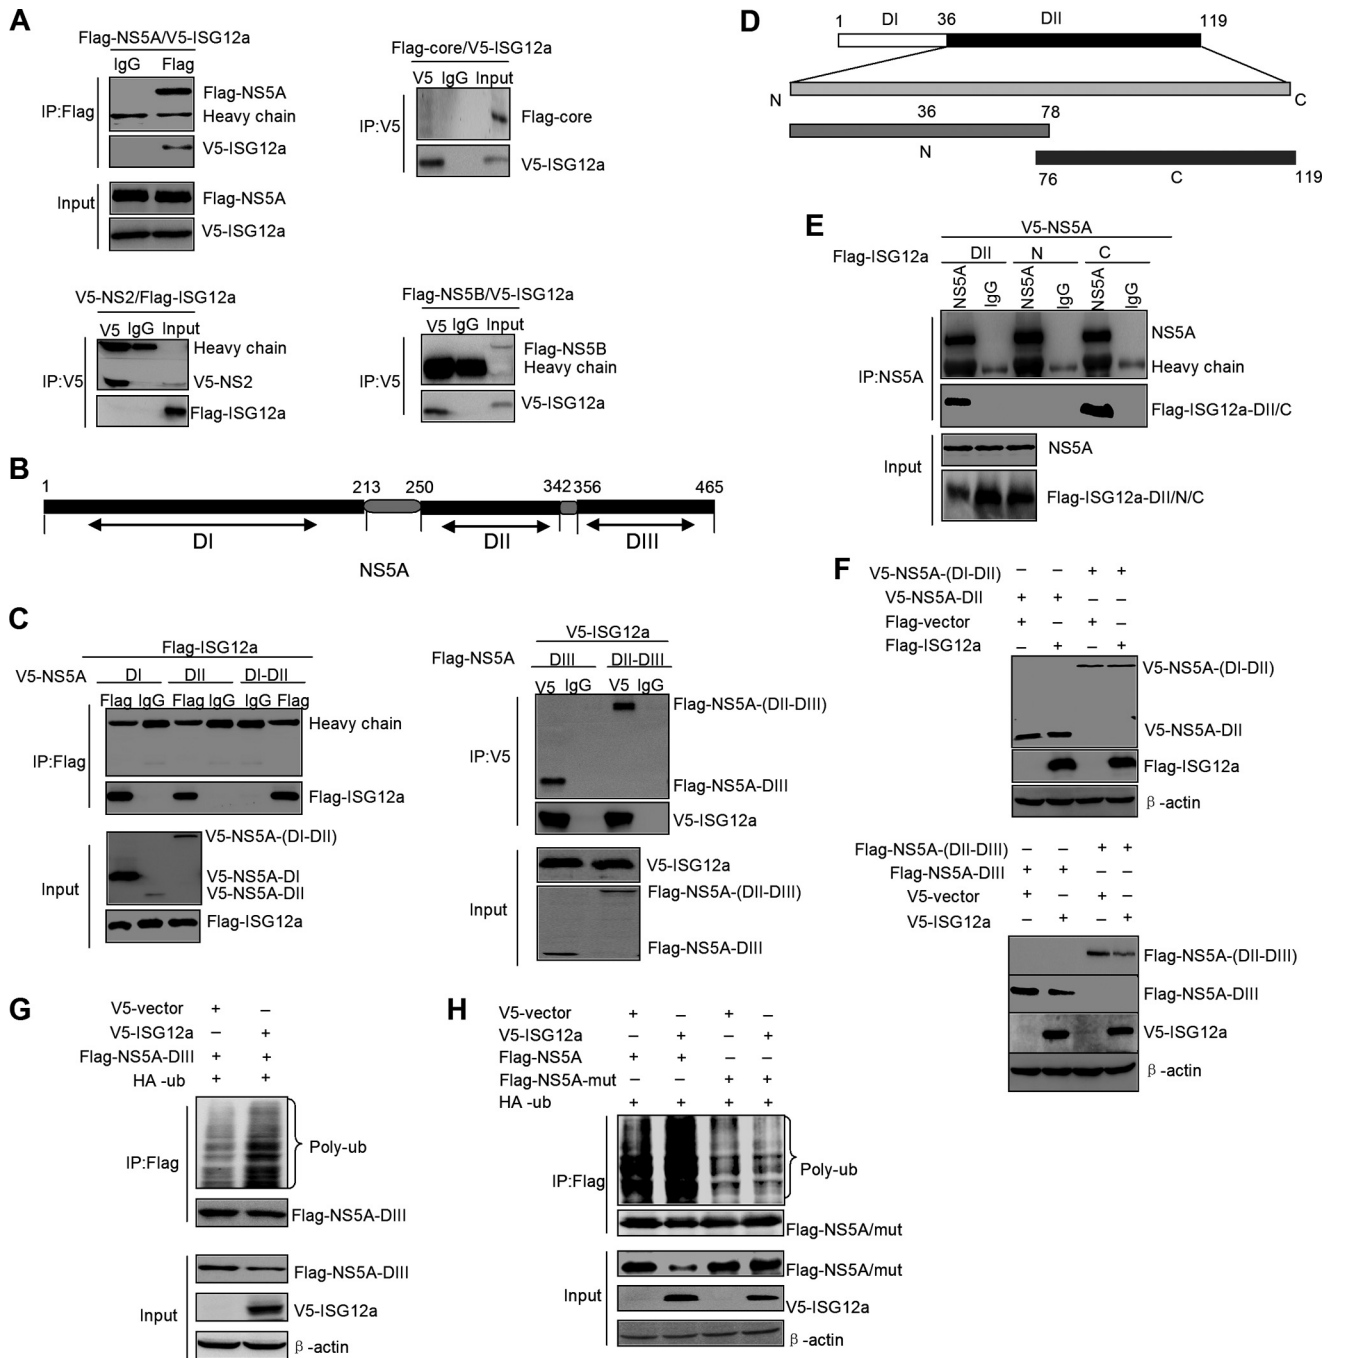 A
Flag-NS5A/V5-ISG12a
IgG Flag
IP:Flag
Flag-NS5A
Heavy chain
V5-ISG12a
Input
Flag-NS5A
V5-ISG12a
Flag-core/V5-ISG12a
V5 IgG Input
IP:V5
Flag-core
V5-ISG12a
V5-NS2/Flag-ISG12a
V5 IgG Input
IP:V5
Heavy chain
V5-NS2
Flag-ISG12a
Flag-NS5B/V5-ISG12a
V5 IgG Input
IP:V5
Flag-NS5B
Heavy chain
V5-ISG12a
B
1 213 250 342 356 465
DI DII DIII
NS5A
C
Flag-ISG12a
V5-NS5A DI DII DI-DII
Flag IgG Flag IgG IgG Flag
IP:Flag
Heavy chain
Flag-ISG12a
Input
V5-NS5A-(DI-DII)
V5-NS5A-DI
V5-NS5A-DII
Flag-ISG12a
V5-ISG12a
Flag-NS5A DIII DII-DIII
V5 IgG V5 IgG
IP:V5
Flag-NS5A-(DII-DIII)
Flag-NS5A-DIII
V5-ISG12a
Input
V5-ISG12a
Flag-NS5A-(DII-DIII)
Flag-NS5A-DIII
D
1 DI 36 DII 119
N C
36 78
N
76 C 119
E
V5-NS5A
Flag-ISG12a DII N C
NS5A IgG NS5A IgG NS5A IgG
IP:NS5A
NS5A
Heavy chain
Flag-ISG12a-DII/C
Input
NS5A
Flag-ISG12a-DII/N/C
F
V5-NS5A-(DI-DII) – – + +
V5-NS5A-DII + + – –
Flag-vector + – + –
Flag-ISG12a – + – +
V5-NS5A-(DI-DII)
V5-NS5A-DII
Flag-ISG12a
β-actin
Flag-NS5A-(DII-DIII) – – + +
Flag-NS5A-DIII + + – –
V5-vector + – + –
V5-ISG12a – + – +
Flag-NS5A-(DII-DIII)
Flag-NS5A-DIII
V5-ISG12a
β-actin
G
V5-vector + –
V5-ISG12a – +
Flag-NS5A-DIII + +
HA -ub + +
IP:Flag
Poly-ub
Flag-NS5A-DIII
Input
Flag-NS5A-DIII
V5-ISG12a
β-actin
H
V5-vector + – + –
V5-ISG12a – + – +
Flag-NS5A + + – –
Flag-NS5A-mut – – + +
HA -ub + + + +
IP:Flag
Poly-ub
Flag-NS5A/mut
Input
Flag-NS5A/mut
V5-ISG12a
β-actin